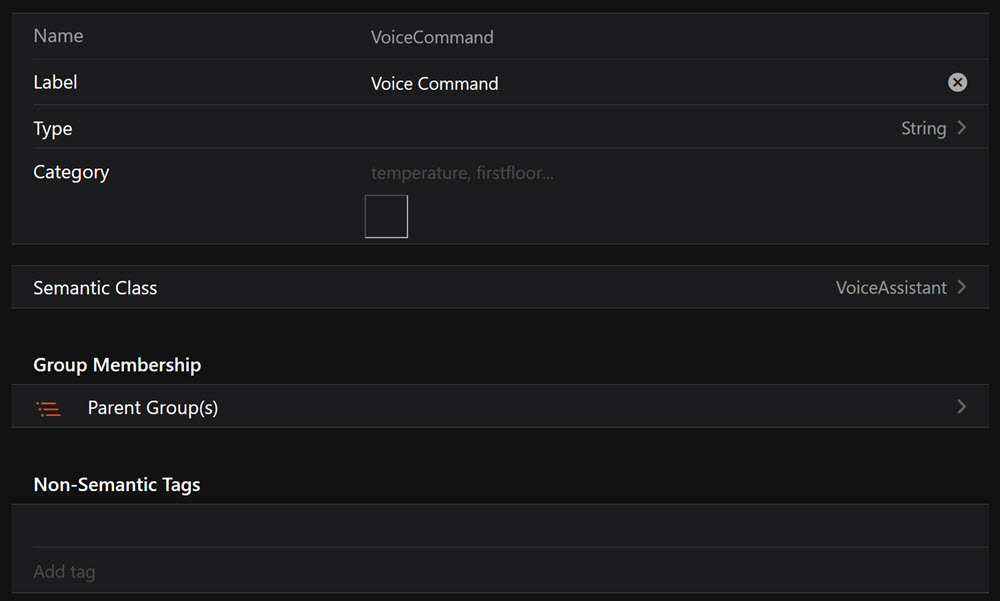 Name VoiceCommand
Label Voice Command
Type String
Category temperature, firstfloor...
Semantic Class VoiceAssistant
Group Membership
Parent Group(s)
Non-Semantic Tags
Add tag